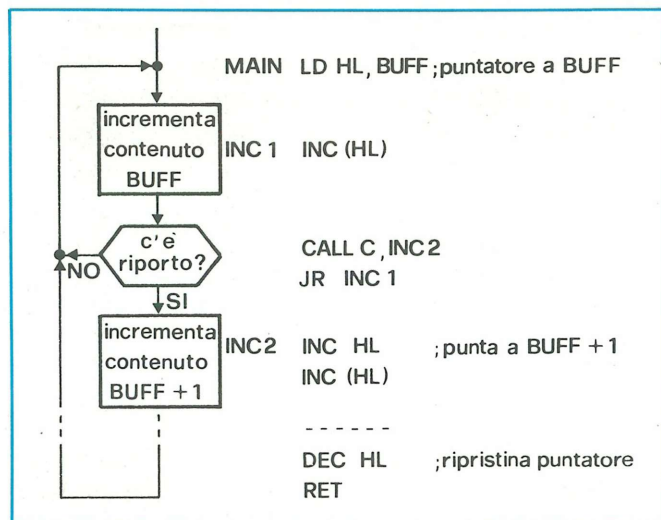 MAIN LD HL, BUFF ;puntatore a BUFF
incrementa
contenuto
BUFF
INC 1 INC (HL)
c'è
riporto?
NO
SI
CALL C, INC2
JR INC 1
incrementa
contenuto
BUFF + 1
INC2 INC HL ;punta a BUFF + 1
INC (HL)
------
DEC HL ;ripristina puntatore
RET